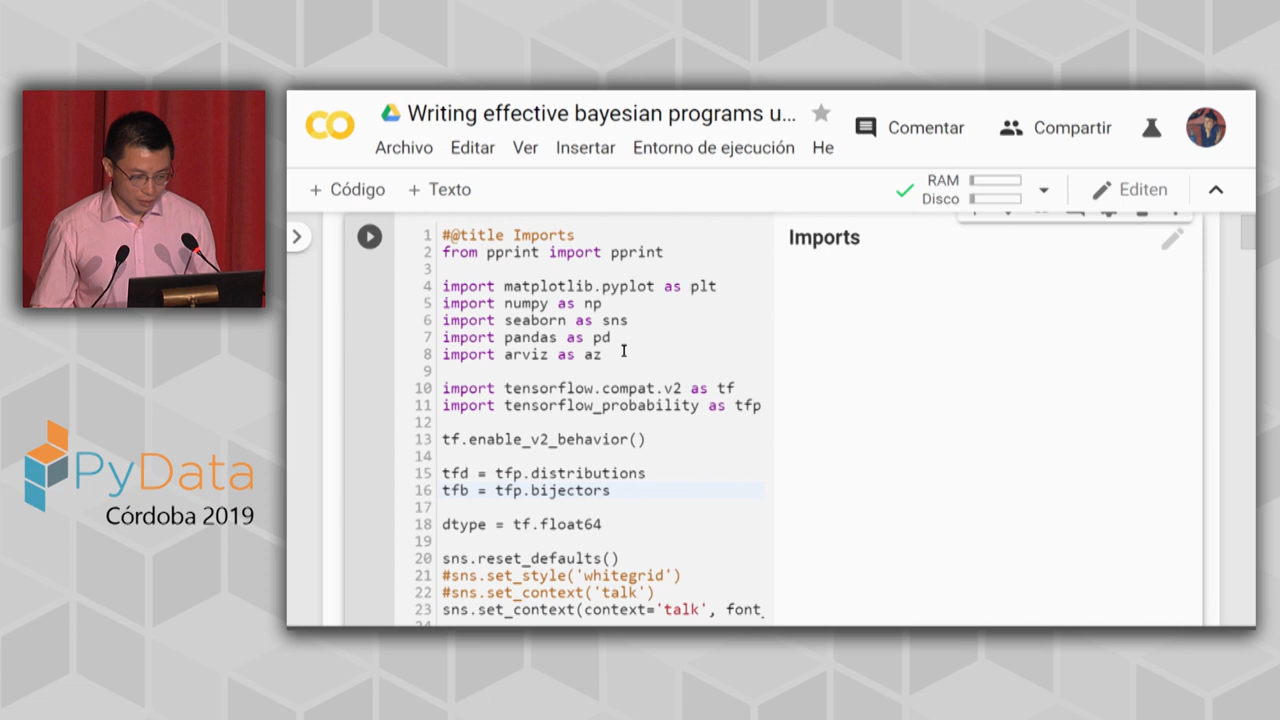 CO
Writing effective bayesian programs u...
Comentar
Compartir
Archivo Editar Ver Insertar Entorno de ejecución He
+ Código + Texto
RAM
Disco
Editen
1 #@title Imports
2 from pprint import pprint
3
4 import matplotlib.pyplot as plt
5 import numpy as np
6 import seaborn as sns
7 import pandas as pd
8 import arviz as az
9
10 import tensorflow.compat.v2 as tf
11 import tensorflow_probability as tfp
12
13 tf.enable_v2_behavior()
14
15 tfd = tfp.distributions
16 tfb = tfp.bijectors
17
18 dtype = tf.float64
19
20 sns.reset_defaults()
21 #sns.set_style('whitegrid')
22 #sns.set_context('talk')
23 sns.set_context(context='talk', font_
Imports
PyData
Córdoba 2019